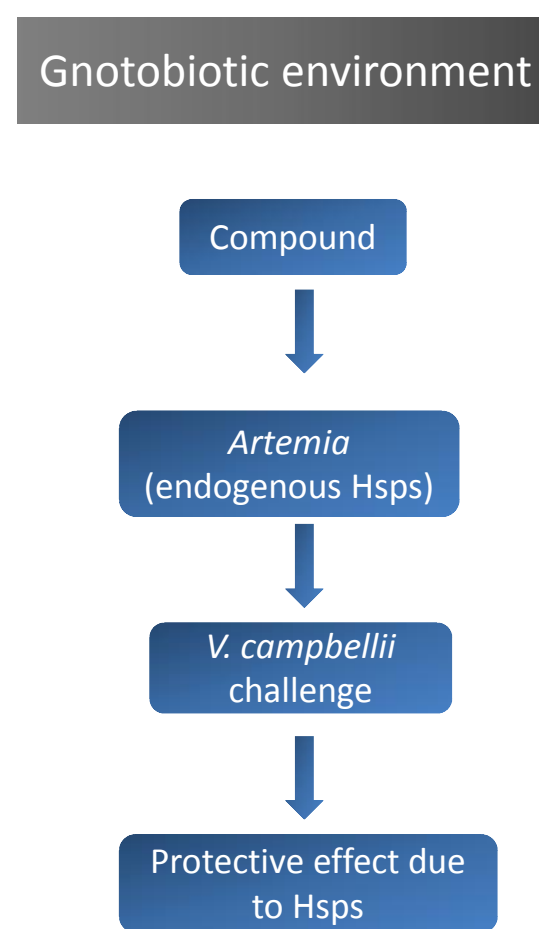 Gnotobiotic environment
Compound
Artemia
(endogenous Hsps)
V. campbellii
challenge
Protective effect due
to Hsps